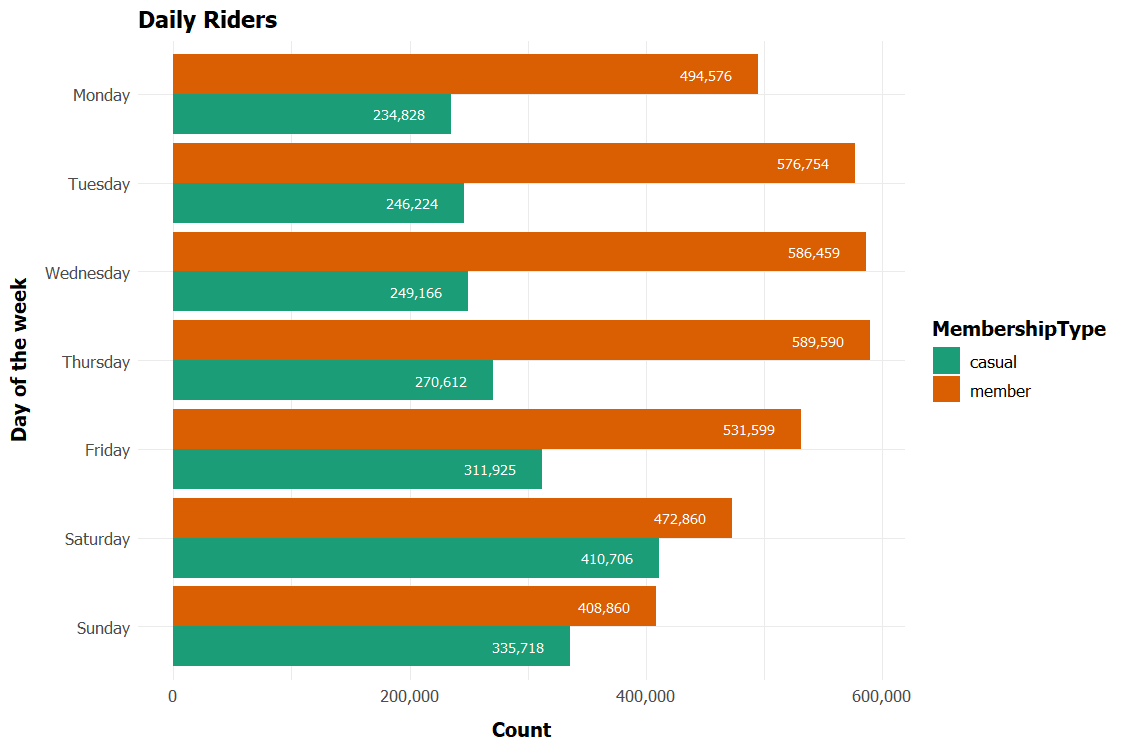 Daily Riders
Day of the week
Monday
494,576
234,828
Tuesday
576,754
246,224
Wednesday
586,459
249,166
Thursday
589,590
270,612
Friday
531,599
311,925
Saturday
472,860
410,706
Sunday
408,860
335,718
0 200,000 400,000 600,000
Count
MembershipType
casual
member